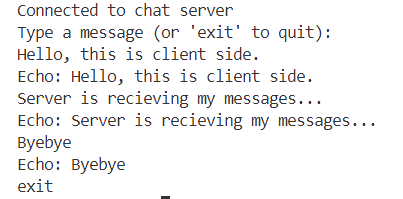 Connected to chat server
Type a message (or 'exit' to quit):
Hello, this is client side.
Echo: Hello, this is client side.
Server is recieving my messages...
Echo: Server is recieving my messages...
Byebye
Echo: Byebye
exit